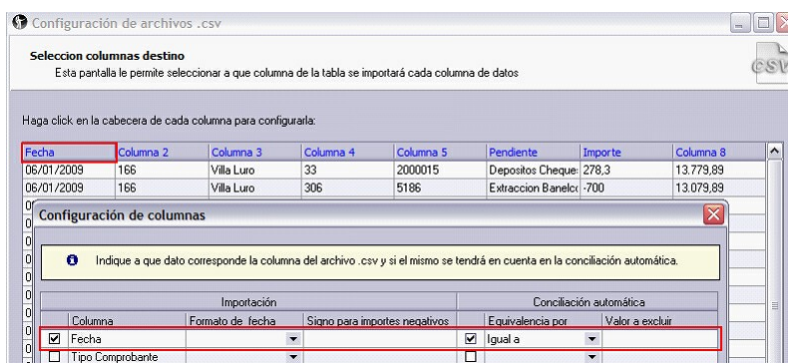 Configuración de archivos .csv
Seleccion columnas destino
Esta pantalla le permite seleccionar a que columna de la tabla se importará cada columna de datos
CSV
Haga click en la cabecera de cada columna para configurarla:
Fecha Columna 2 Columna 3 Columna 4 Columna 5 Pendiente Importe Columna 8
06/01/2009 166 Villa Luro 33 2000015 Depositos Cheque 278,3 13.779,89
06/01/2009 166 Villa Luro 306 5186 Extraccion Banelc -700 13.079,89
Configuración de columnas
Indique a que dato corresponde la columna del archivo .csv y si el mismo se tendrá en cuenta en la conciliación automática.
Importación Conciliación automática
Columna Formato de fecha Signo para importes negativos Equivalencia por Valor a excluir
Fecha Igual a
Tipo Comprobante